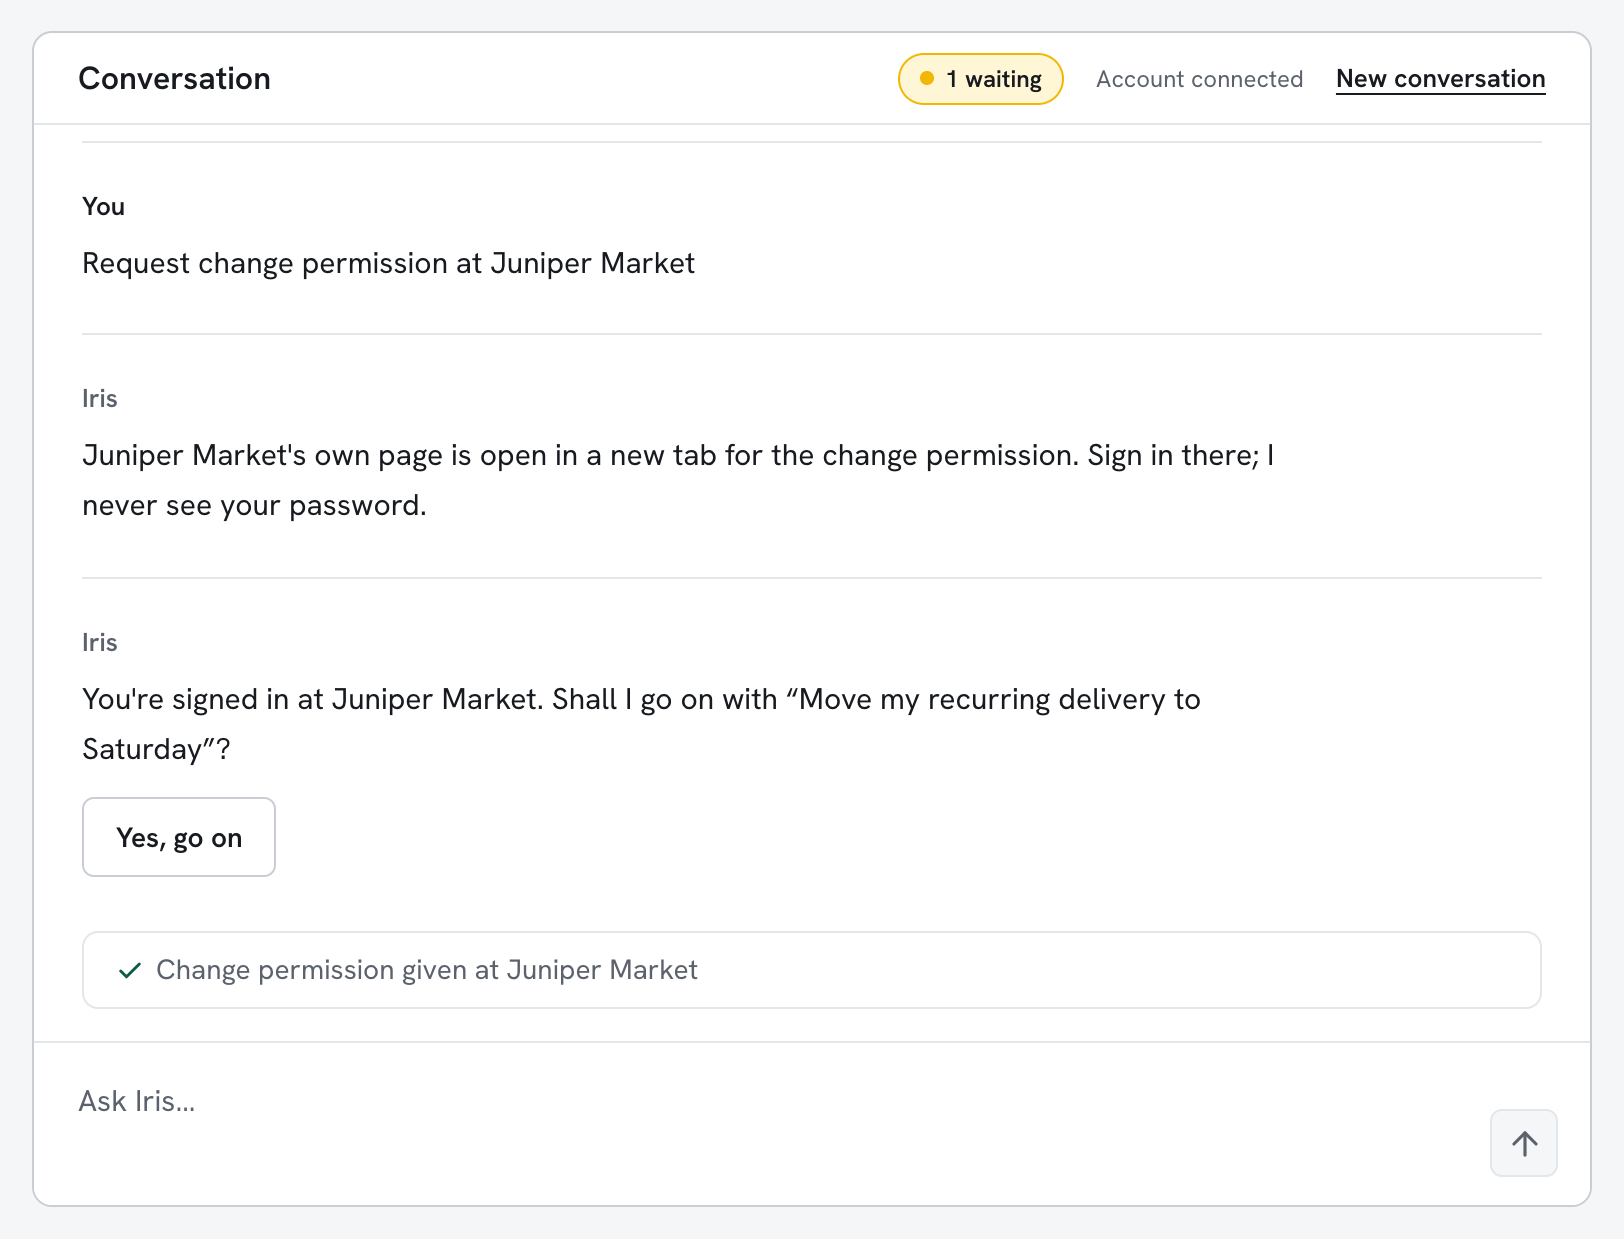 Conversation
1 waiting
Account connected
New conversation
You
Request change permission at Juniper Market
Iris
Juniper Market's own page is open in a new tab for the change permission. Sign in there; I
never see your password.
Iris
You're signed in at Juniper Market. Shall I go on with “Move my recurring delivery to
Saturday”?
Yes, go on
Change permission given at Juniper Market
Ask Iris...